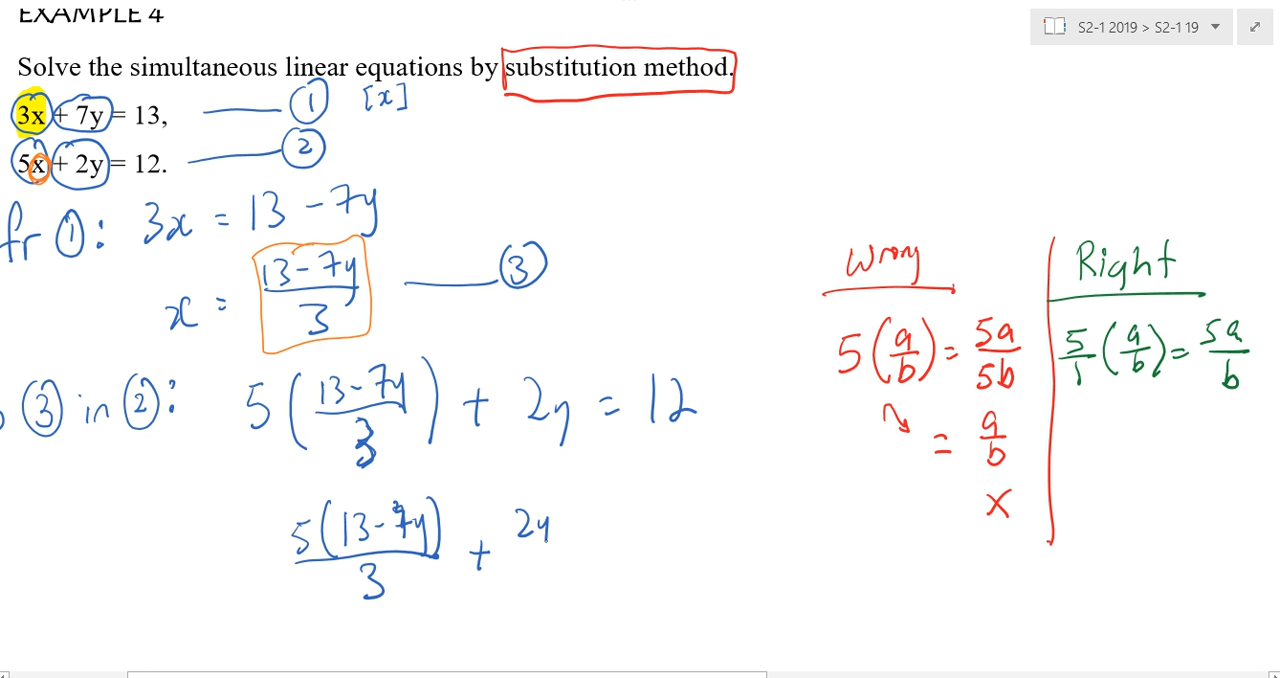 EXAMPLE 4
S2-1 2019 > S2-1 19
Solve the simultaneous linear equations by substitution method.
3x + 7y = 13, ① [x]
5x + 2y = 12. ②
fr ①: 3x = 13 - 7y
x = (13 - 7y)/3 ③
③ in ②: 5((13 - 7y)/3) + 2y = 12
5(13 - 7y)/3 + 2y
Wrong
5(a/b) = 5a/5b
= a/b
X
Right
5/1 (a/b) = 5a/b